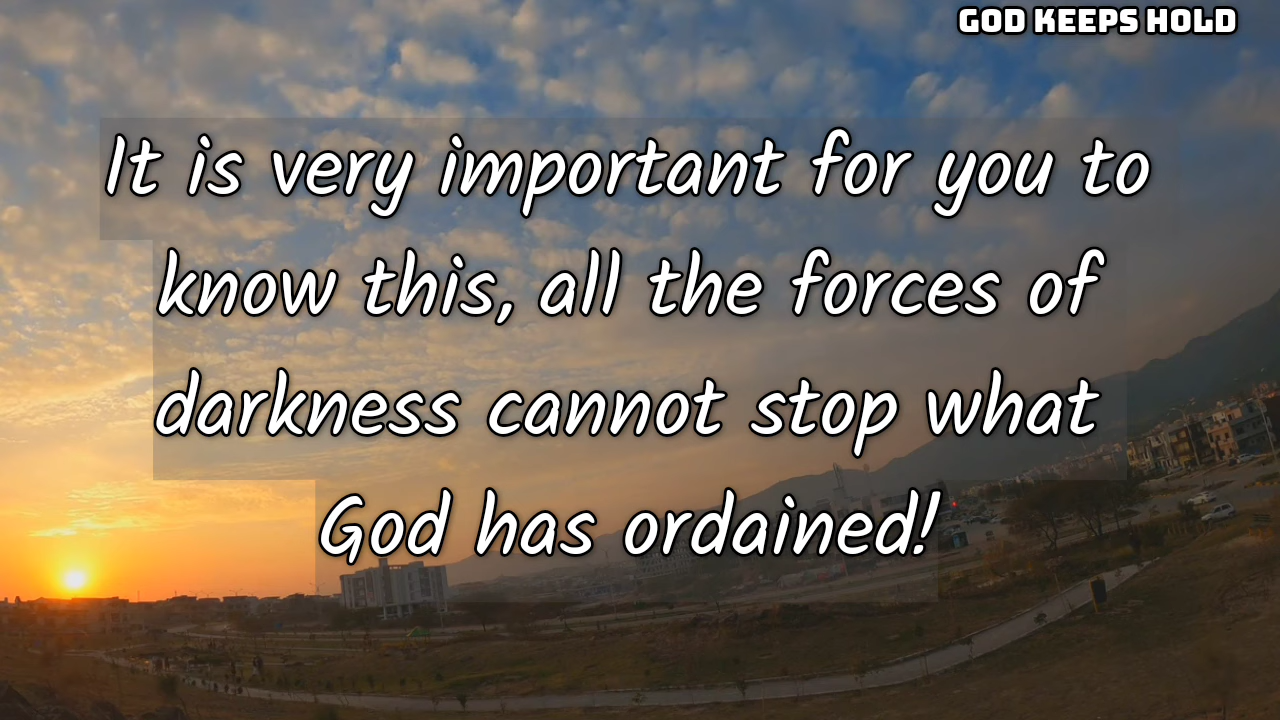 GOD KEEPS HOLD
It is very important for you to
know this, all the forces of
darkness cannot stop what
God has ordained!